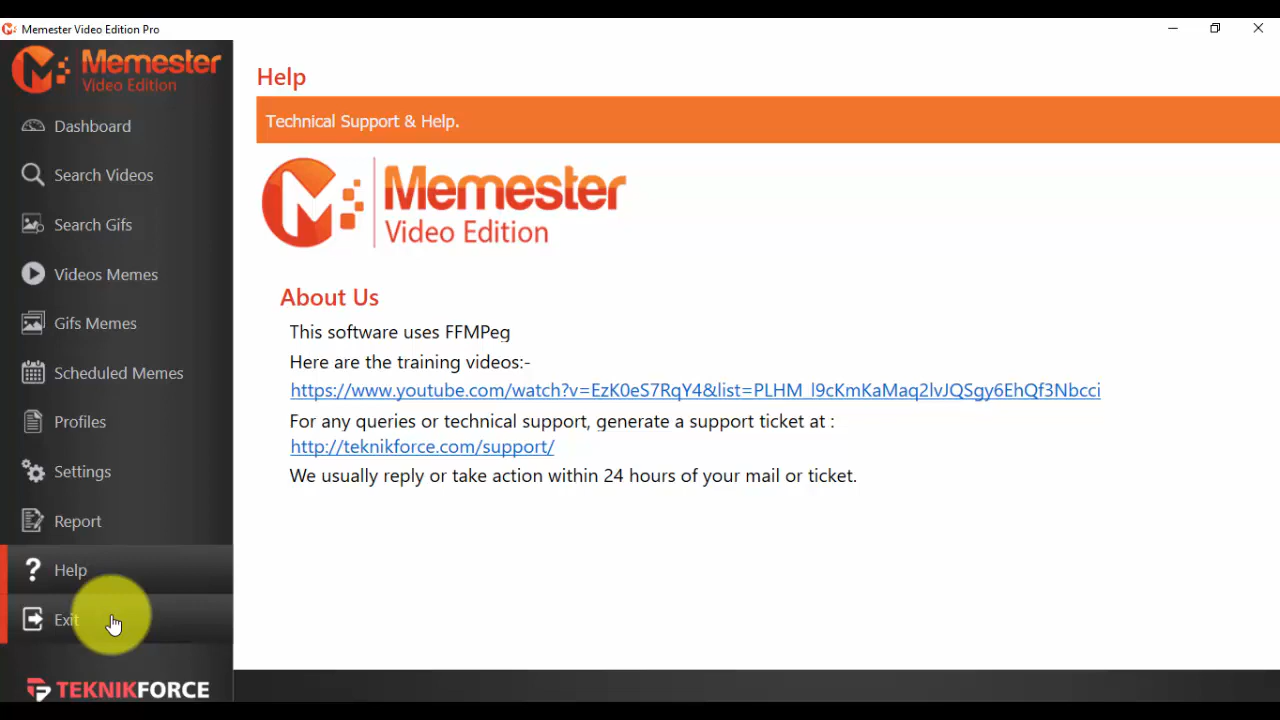 Memester Video Edition Pro
Memester
Video Edition
Dashboard
Search Videos
Search Gifs
Videos Memes
Gifs Memes
Scheduled Memes
Profiles
Settings
Report
Help
Exit
TEKNIKFORCE
Help
Technical Support & Help.
Memester
Video Edition
About Us
This software uses FFMPeg
Here are the training videos:-
https://www.youtube.com/watch?v=EzK0eS7RqY4&list=PLHM_l9cKmKaMaq2lvJQSgy6EhQf3Nbcci
For any queries or technical support, generate a support ticket at :
http://teknikforce.com/support/
We usually reply or take action within 24 hours of your mail or ticket.